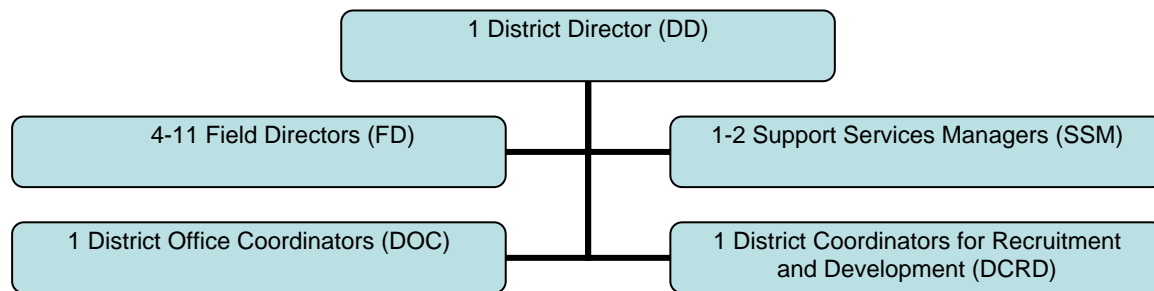 1 District Director (DD)
4-11 Field Directors (FD)
1-2 Support Services Managers (SSM)
1 District Office Coordinators (DOC)
1 District Coordinators for Recruitment
and Development (DCRD)